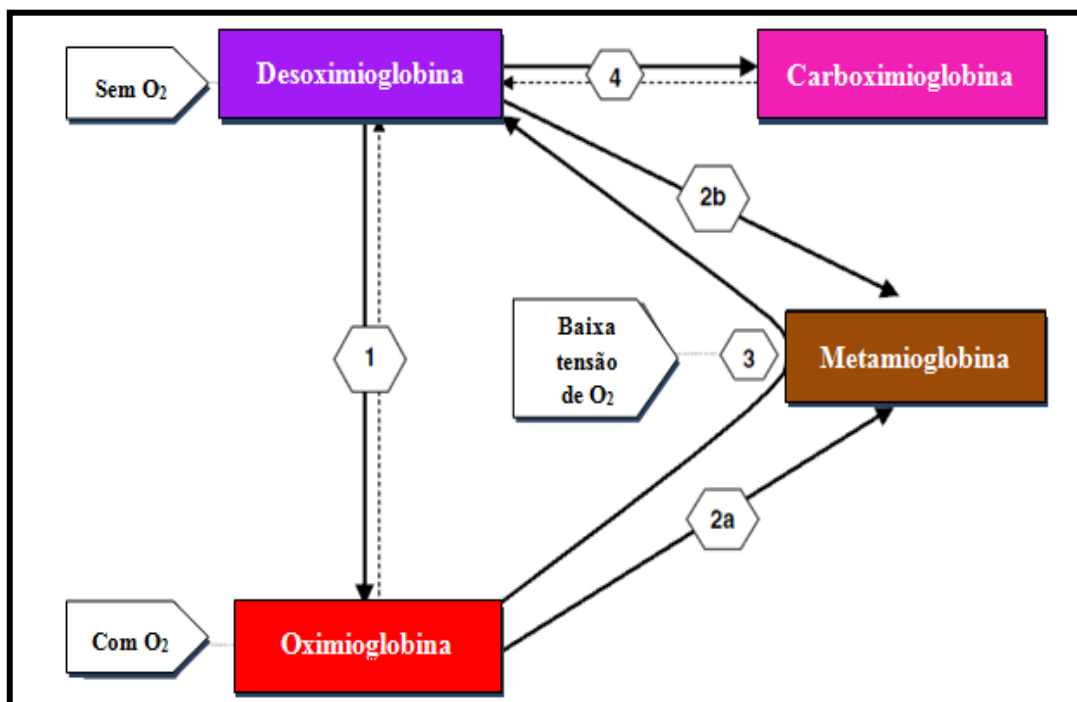 Sem O₂
Desoximioglobina
4
Carboximioglobina
2b
Baixa
tensão
de O₂
1
3
Metamioglobina
2a
Com O₂
Oximioglobina